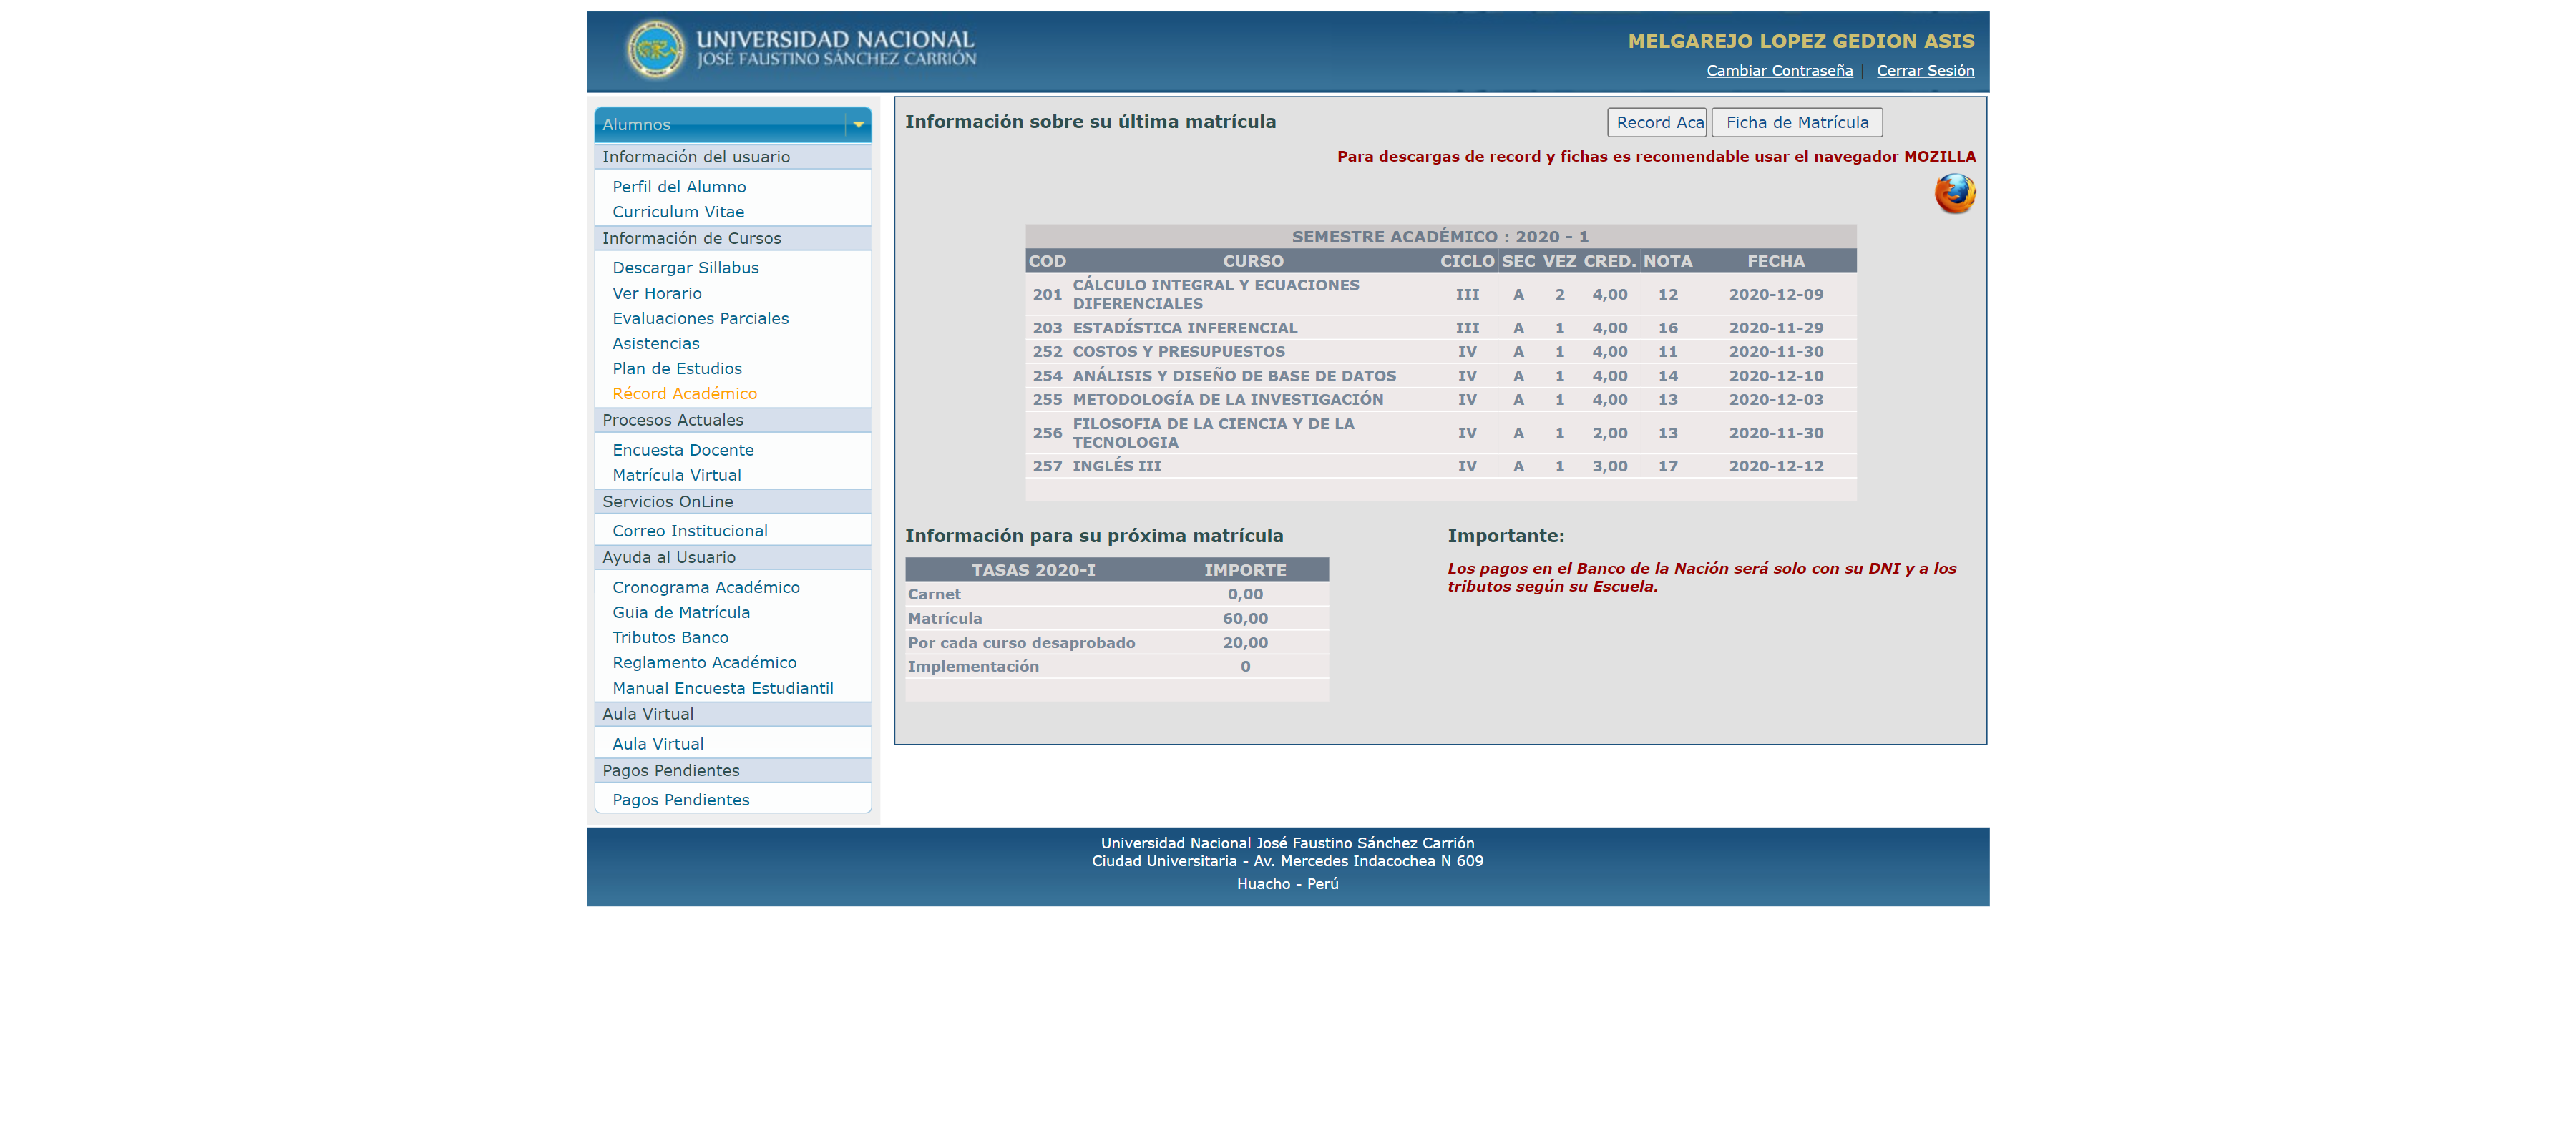 UNIVERSIDAD NACIONAL
JOSÉ FAUSTINO SÁNCHEZ CARRIÓN
MELGAREJO LOPEZ GEDION ASIS
Cambiar Contraseña | Cerrar Sesión
Alumnos
Información del usuario
Perfil del Alumno
Curriculum Vitae
Información de Cursos
Descargar Sillabus
Ver Horario
Evaluaciones Parciales
Asistencias
Plan de Estudios
Récord Académico
Procesos Actuales
Encuesta Docente
Matrícula Virtual
Servicios OnLine
Correo Institucional
Ayuda al Usuario
Cronograma Académico
Guia de Matrícula
Tributos Banco
Reglamento Académico
Manual Encuesta Estudiantil
Aula Virtual
Aula Virtual
Pagos Pendientes
Pagos Pendientes
Información sobre su última matrícula
Record Aca Ficha de Matrícula
Para descargas de record y fichas es recomendable usar el navegador MOZILLA
SEMESTRE ACADÉMICO : 2020 - 1
COD CURSO CICLO SEC VEZ CRED. NOTA FECHA
201 CÁLCULO INTEGRAL Y ECUACIONES
DIFERENCIALES III A 2 4,00 12 2020-12-09
203 ESTADÍSTICA INFERENCIAL III A 1 4,00 16 2020-11-29
252 COSTOS Y PRESUPUESTOS IV A 1 4,00 11 2020-11-30
254 ANÁLISIS Y DISEÑO DE BASE DE DATOS IV A 1 4,00 14 2020-12-10
255 METODOLOGÍA DE LA INVESTIGACIÓN IV A 1 4,00 13 2020-12-03
256 FILOSOFIA DE LA CIENCIA Y DE LA
TECNOLOGIA IV A 1 2,00 13 2020-11-30
257 INGLÉS III IV A 1 3,00 17 2020-12-12
Información para su próxima matrícula
TASAS 2020-I IMPORTE
Carnet 0,00
Matrícula 60,00
Por cada curso desaprobado 20,00
Implementación 0
Importante:
Los pagos en el Banco de la Nación será solo con su DNI y a los
tributos según su Escuela.
Universidad Nacional José Faustino Sánchez Carrión
Ciudad Universitaria - Av. Mercedes Indacochea N 609
Huacho - Perú